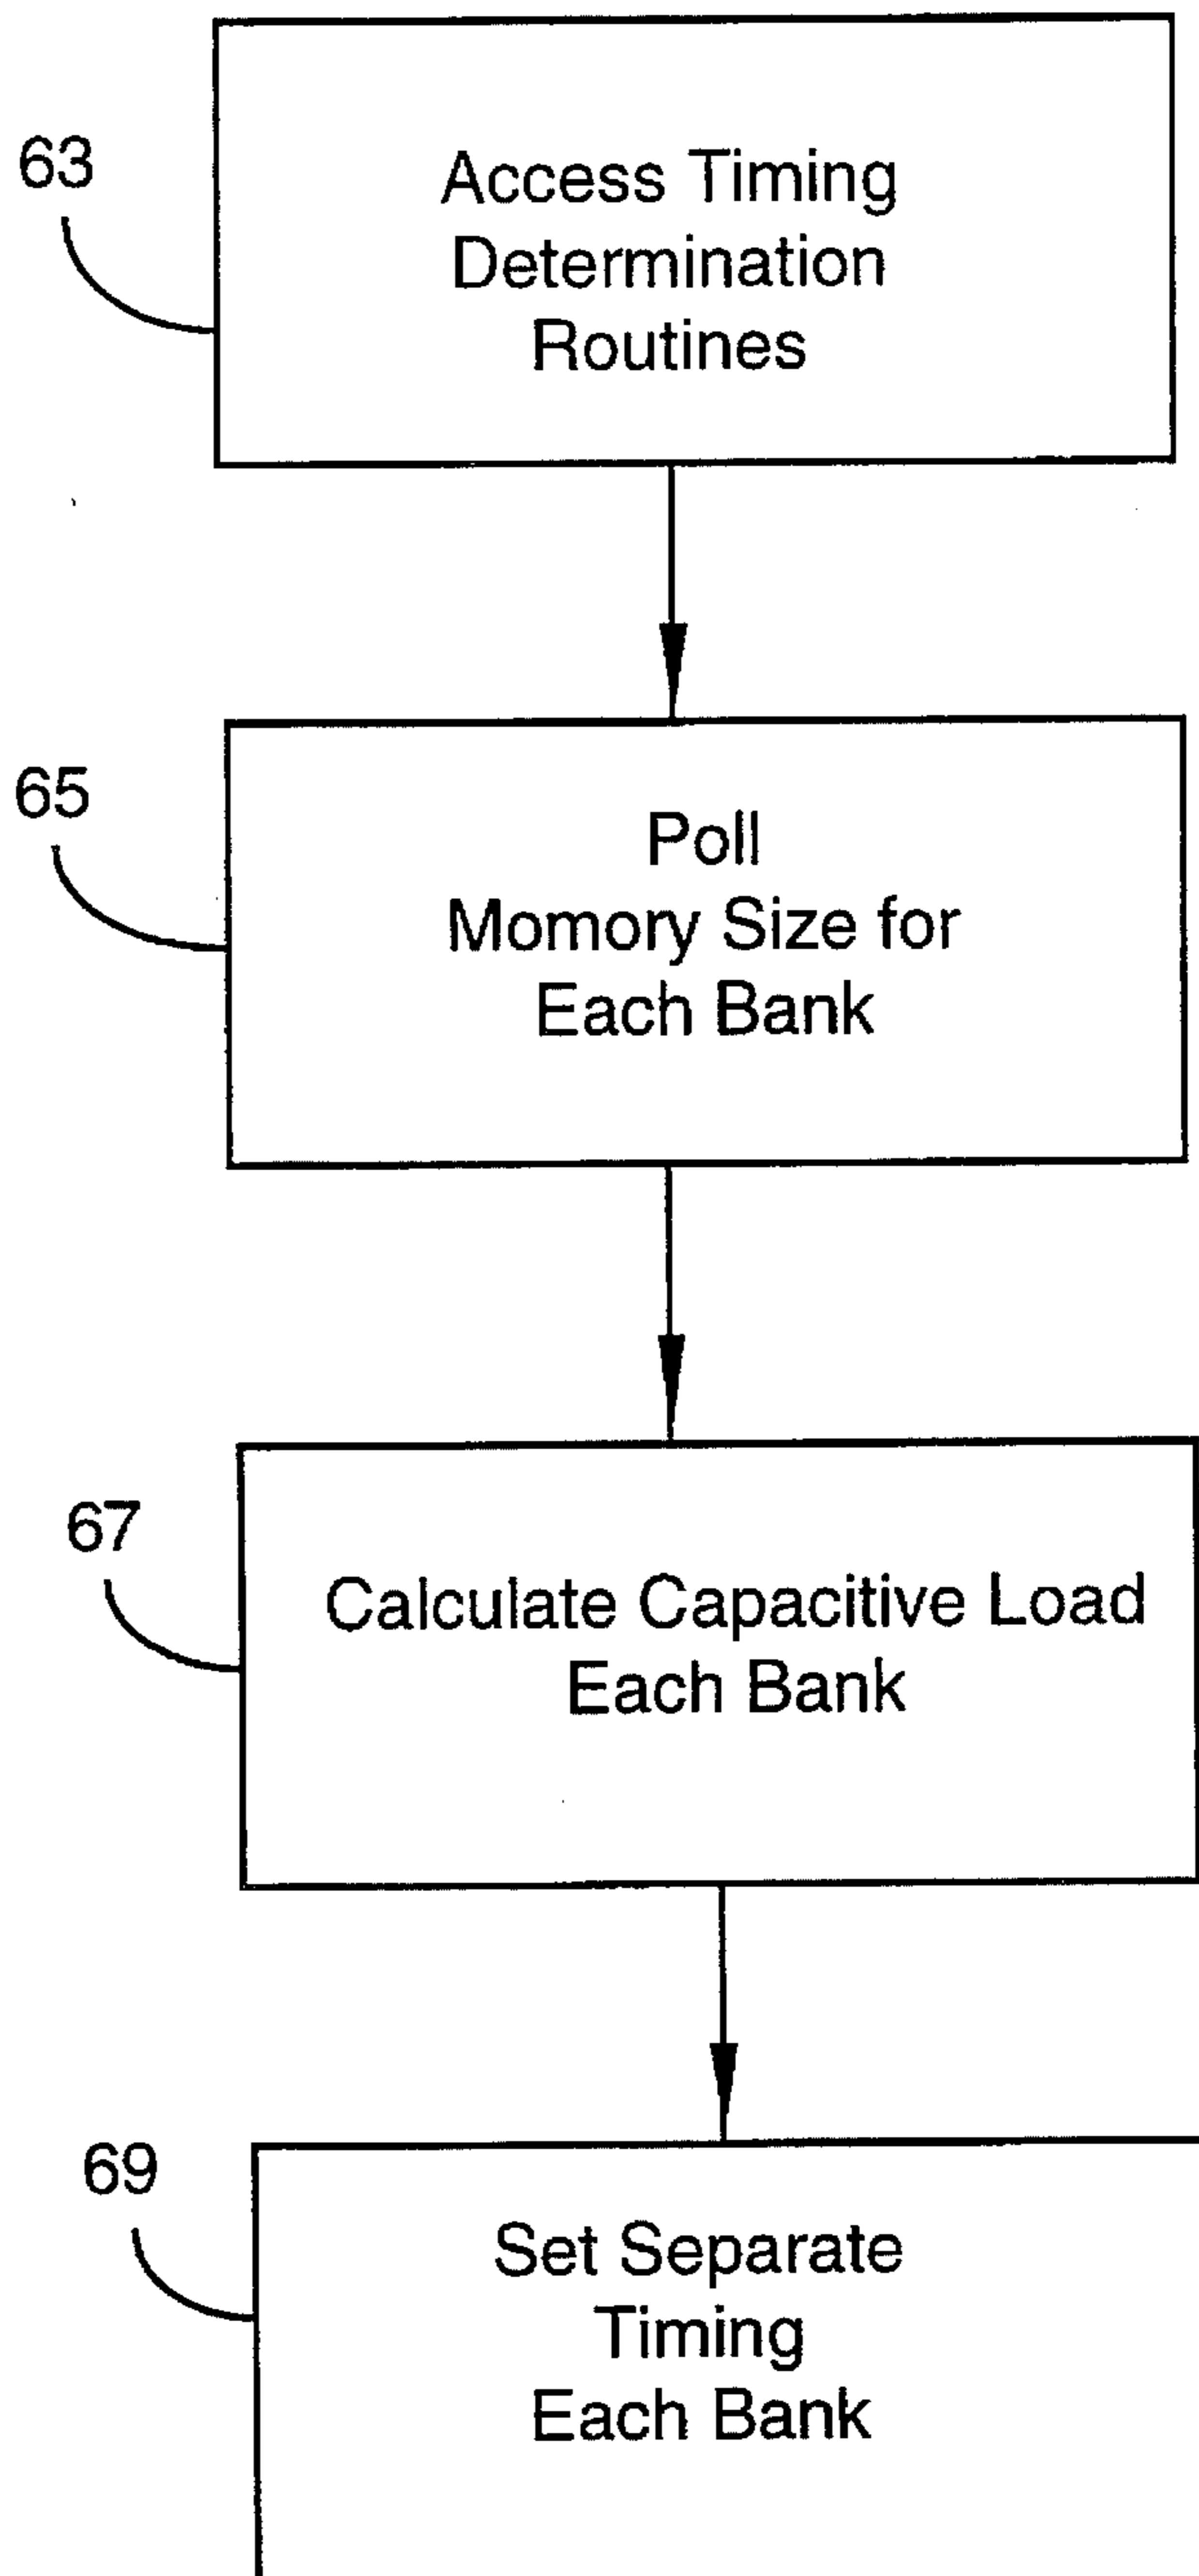 63
Access Timing
Determination
Routines
65
Poll
Momory Size for
Each Bank
67
Calculate Capacitive Load
Each Bank
69
Set Separate
Timing
Each Bank